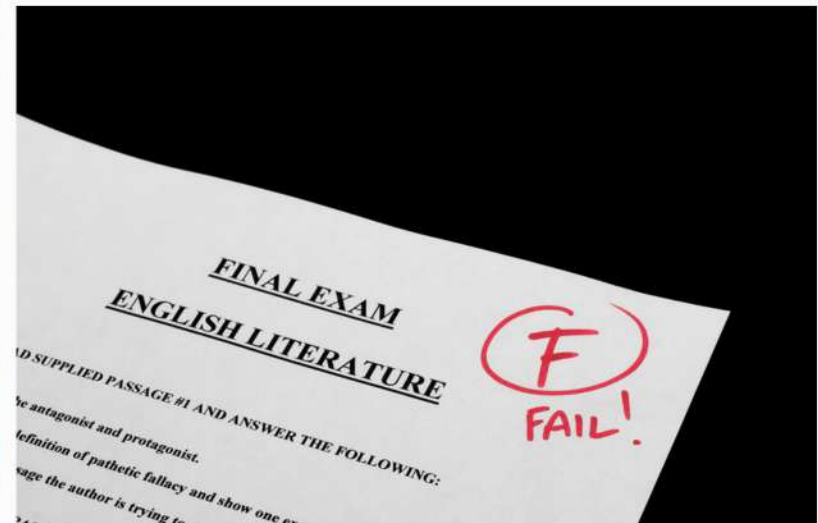 FINAL EXAM
ENGLISH LITERATURE
F
FAIL!
SUPPLIED PASSAGE #1 AND ANSWER THE FOLLOWING:
antagonist and protagonist.
definition of pathetic fallacy and show one
the author is trying to